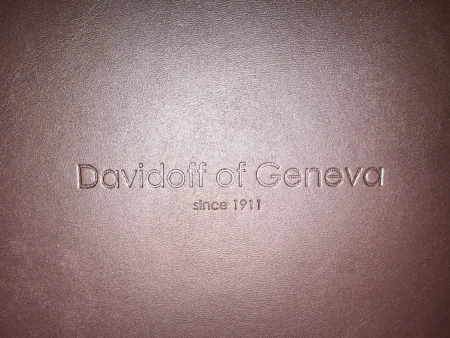 Davidoff of Geneva
since 1911